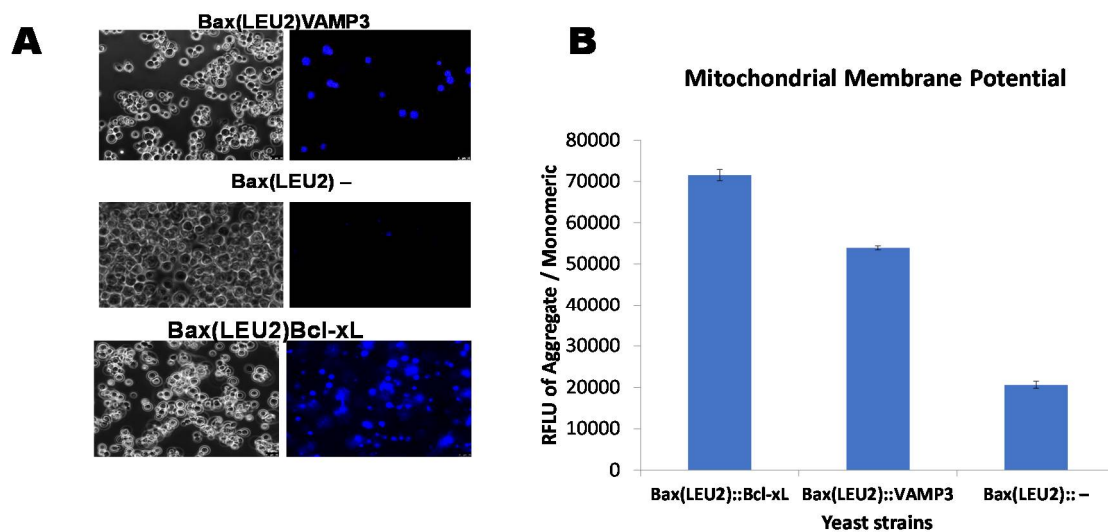 A
Bax(LEU2)VAMP3
Bax(LEU2) –
Bax(LEU2)Bcl-xL
B
Mitochondrial Membrane Potential
RFLU of Aggregate / Monomeric
80000
70000
60000
50000
40000
30000
20000
10000
0
Bax(LEU2)::Bcl-xL Bax(LEU2)::VAMP3 Bax(LEU2):: –
Yeast strains